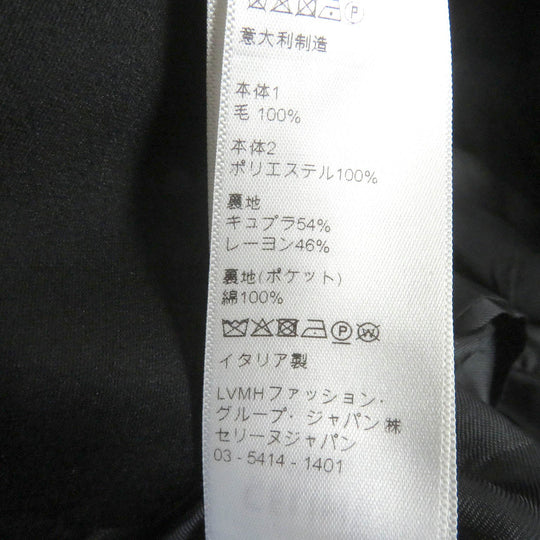 意大利制造
本体1
毛 100%
本体2
ポリエステル100%
裏地
キュプラ54%
レーヨン46%
裏地(ポケット)
綿100%
イタリア製
LVMHファッション・
グループ・ジャパン㈱
セリーヌジャパン
03 - 5414 - 1401